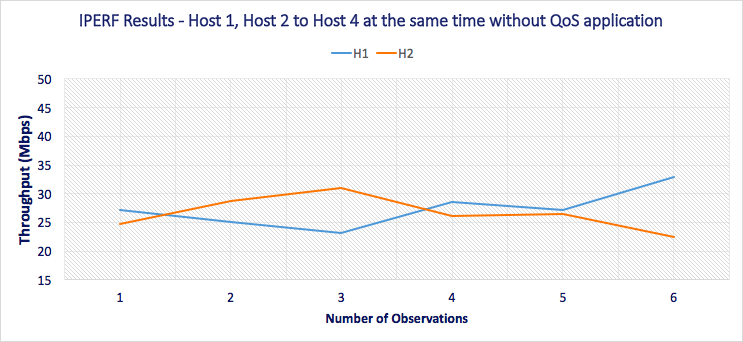 IPERF Results - Host 1, Host 2 to Host 4 at the same time without QoS application
H1 H2
Throughput (Mbps)
50
45
40
35
30
25
20
15
1 2 3 4 5 6
Number of Observations